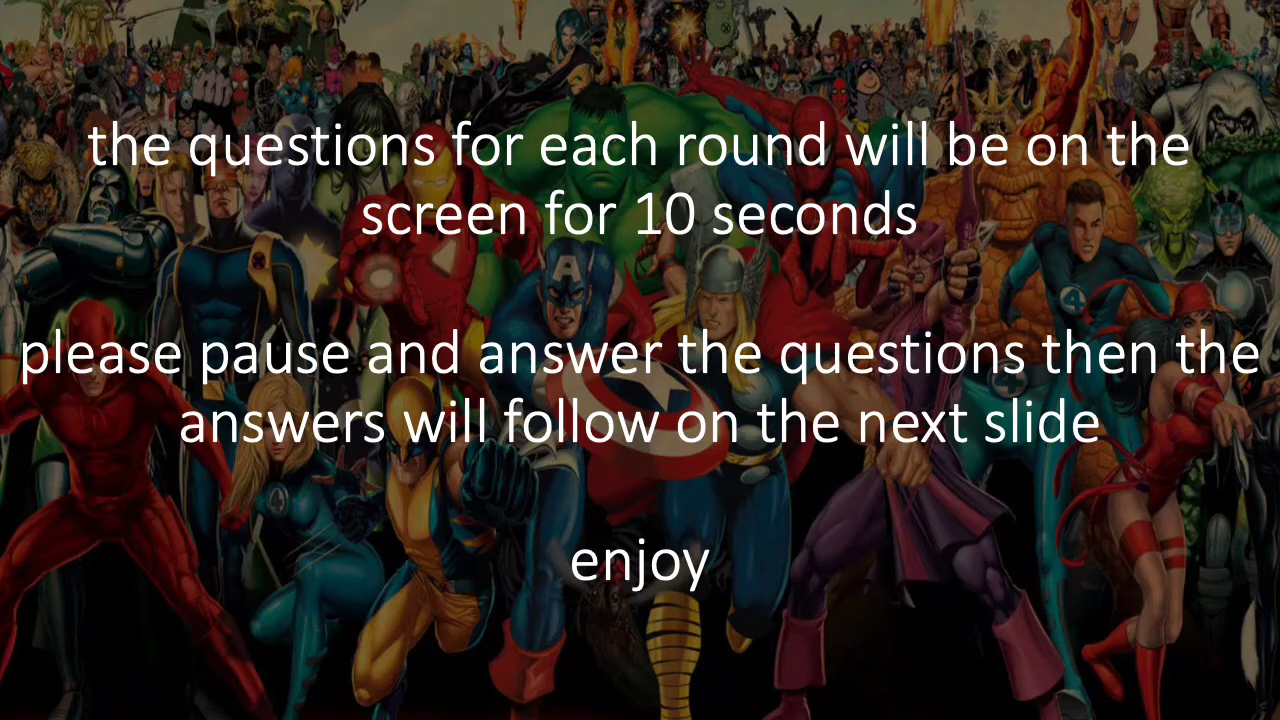 the questions for each round will be on the
screen for 10 seconds
please pause and answer the questions then the
answers will follow on the next slide
enjoy